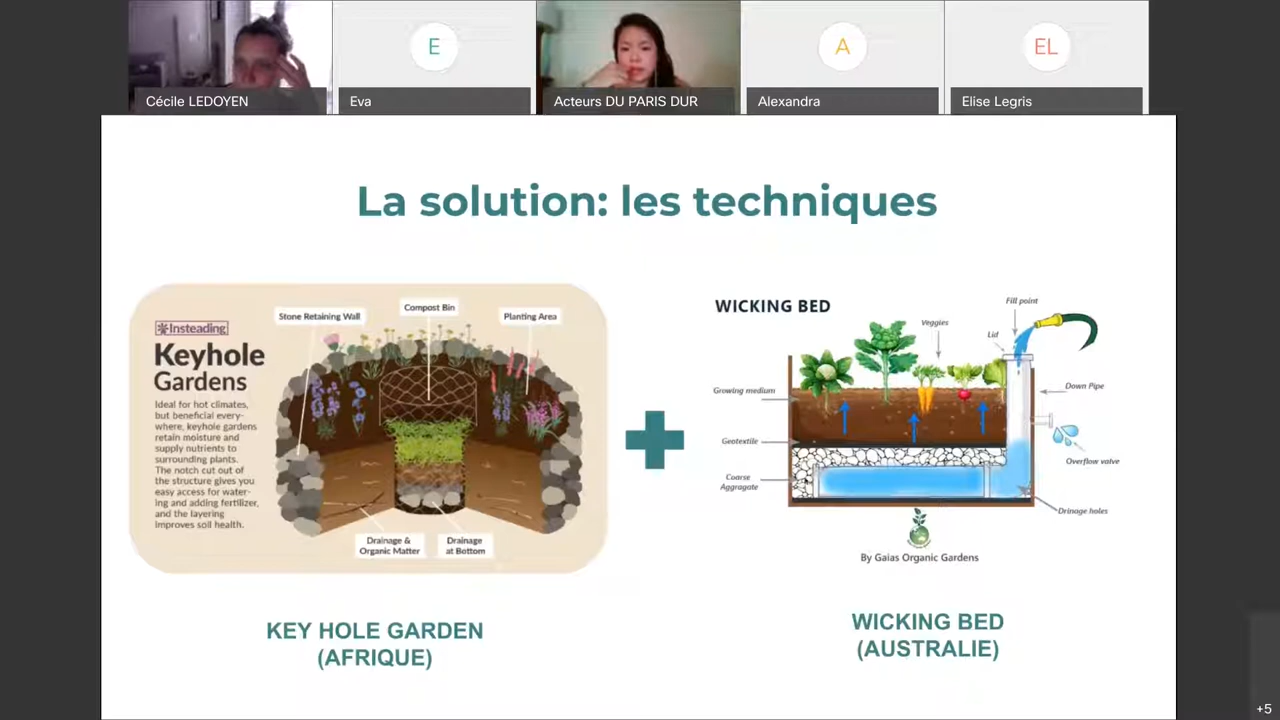 E
A
EL
Cécile LEDOYEN
Eva
Acteurs DU PARIS DUR
Alexandra
Elise Legris
La solution: les techniques
Insteading
Keyhole
Gardens
Ideal for hot climates,
but beneficial every-
where, keyhole gardens
retain moisture and
supply nutrients to
surrounding plants.
The notch cut out of
the structure gives you
easy access for water-
ing and adding fertilizer,
and the layering
improves soil health.
Stone Retaining Wall
Compost Bin
Planting Area
Drainage &
Organic Matter
Drainage
at Bottom
WICKING BED
Fill point
Veggies
Lid
Growing medium
Down Pipe
Geotextile
Overflow valve
Coarse
Aggregate
Drinage holes
By Gaias Organic Gardens
KEY HOLE GARDEN
(AFRIQUE)
WICKING BED
(AUSTRALIE)
+5